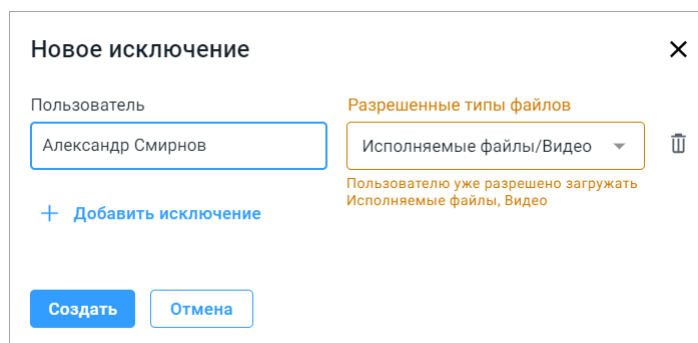 Новое исключение
Пользователь
Разрешенные типы файлов
Александр Смирнов
Исполняемые файлы/Видео
Пользователю уже разрешено загружать
Исполняемые файлы, Видео
Добавить исключение
Создать
Отмена